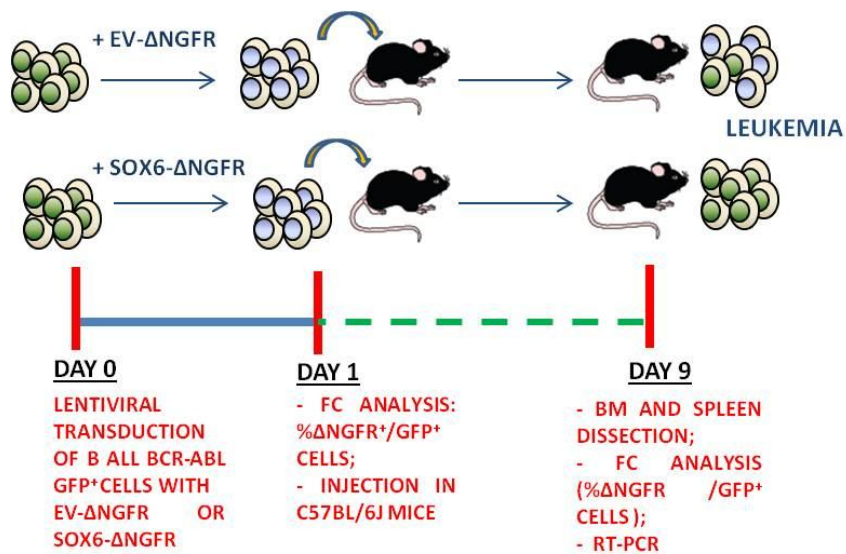 + EV-ΔNGFR
LEUKEMIA
+ SOX6-ΔNGFR
DAY 0
LENTIVIRAL
TRANSDUCTION
OF B ALL BCR-ABL
GFP⁺CELLS WITH
EV-ΔNGFR OR
SOX6-ΔNGFR
DAY 1
- FC ANALYSIS:
%ΔNGFR⁺/GFP⁺
CELLS;
- INJECTION IN
C57BL/6J MICE
DAY 9
- BM AND SPLEEN
DISSECTION;
- FC ANALYSIS
(%ΔNGFR /GFP⁺
CELLS );
- RT-PCR